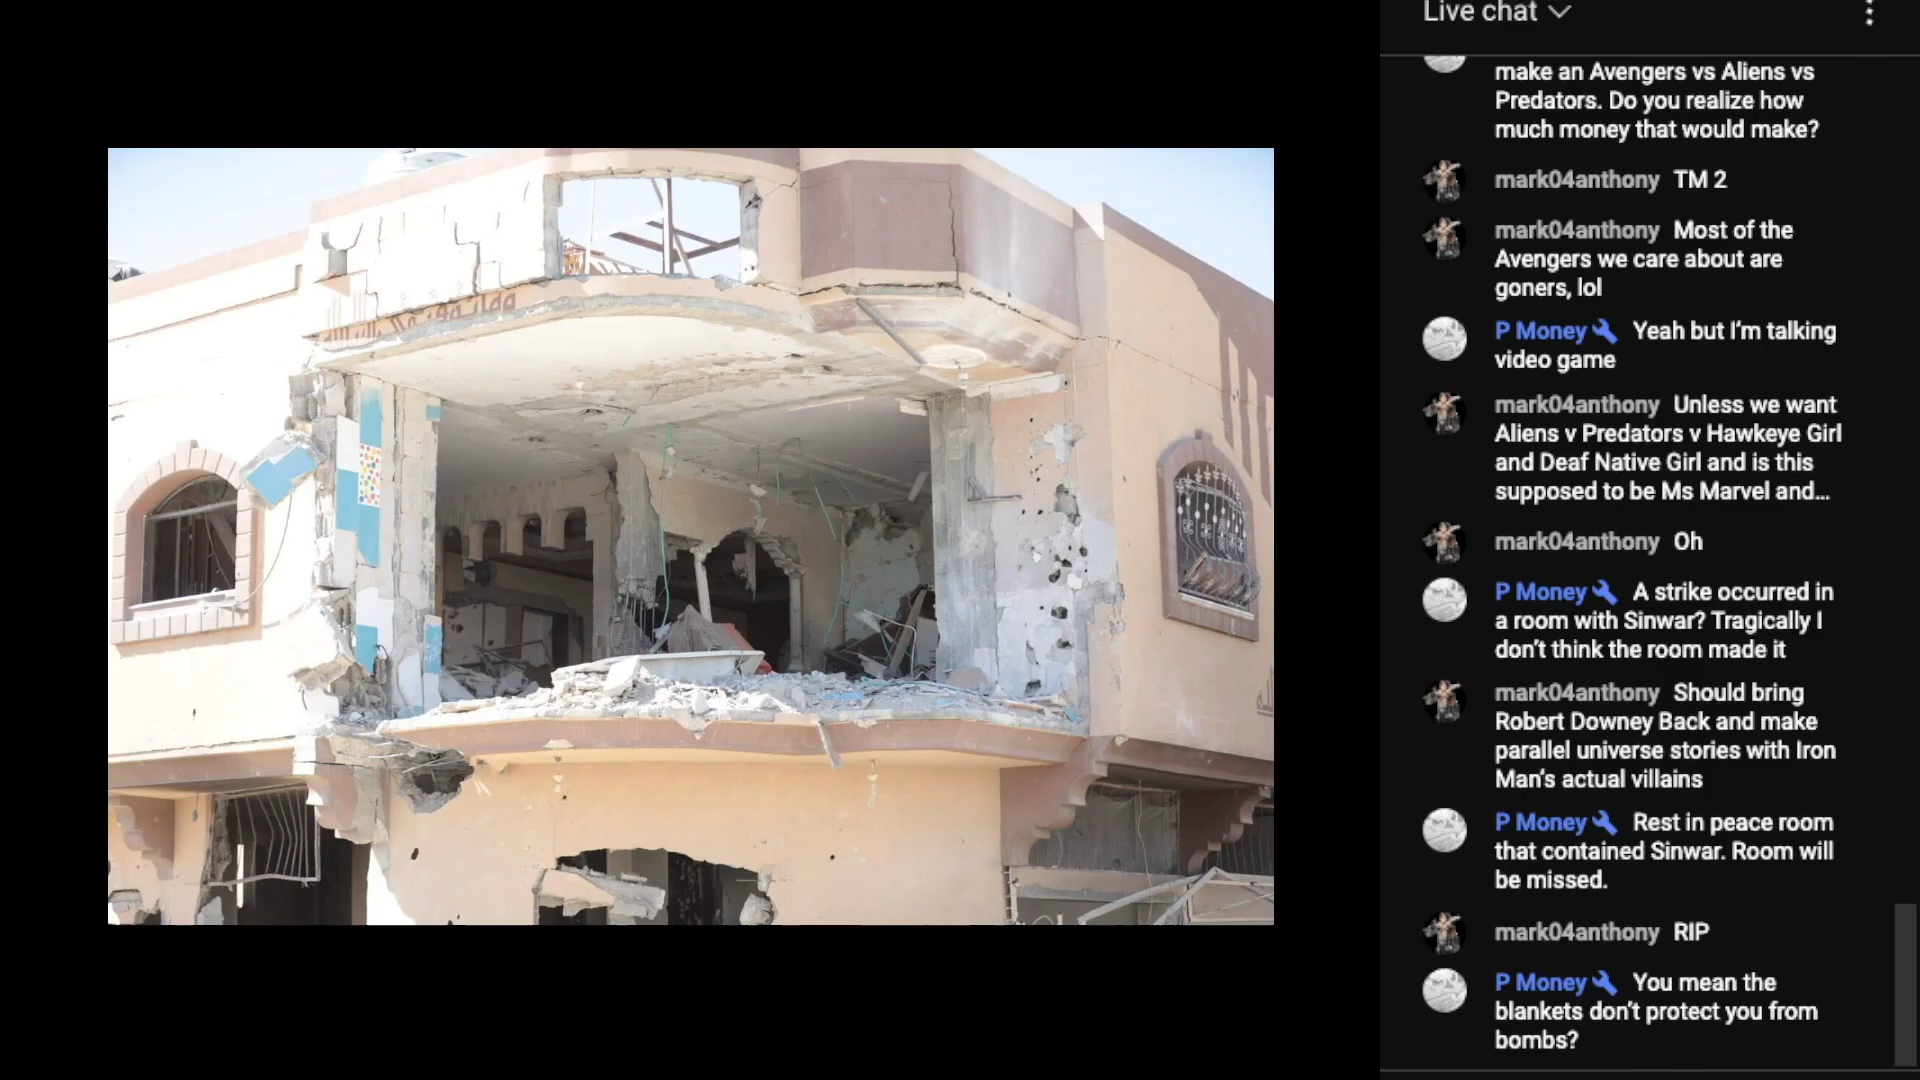 Live chat
make an Avengers vs Aliens vs
Predators. Do you realize how
much money that would make?
mark04anthony TM 2
mark04anthony Most of the
Avengers we care about are
goners, lol
P Money Yeah but I'm talking
video game
mark04anthony Unless we want
Aliens v Predators v Hawkeye Girl
and Deaf Native Girl and is this
supposed to be Ms Marvel and...
mark04anthony Oh
P Money A strike occurred in
a room with Sinwar? Tragically I
don't think the room made it
mark04anthony Should bring
Robert Downey Back and make
parallel universe stories with Iron
Man's actual villains
P Money Rest in peace room
that contained Sinwar. Room will
be missed.
mark04anthony RIP
P Money You mean the
blankets don't protect you from
bombs?